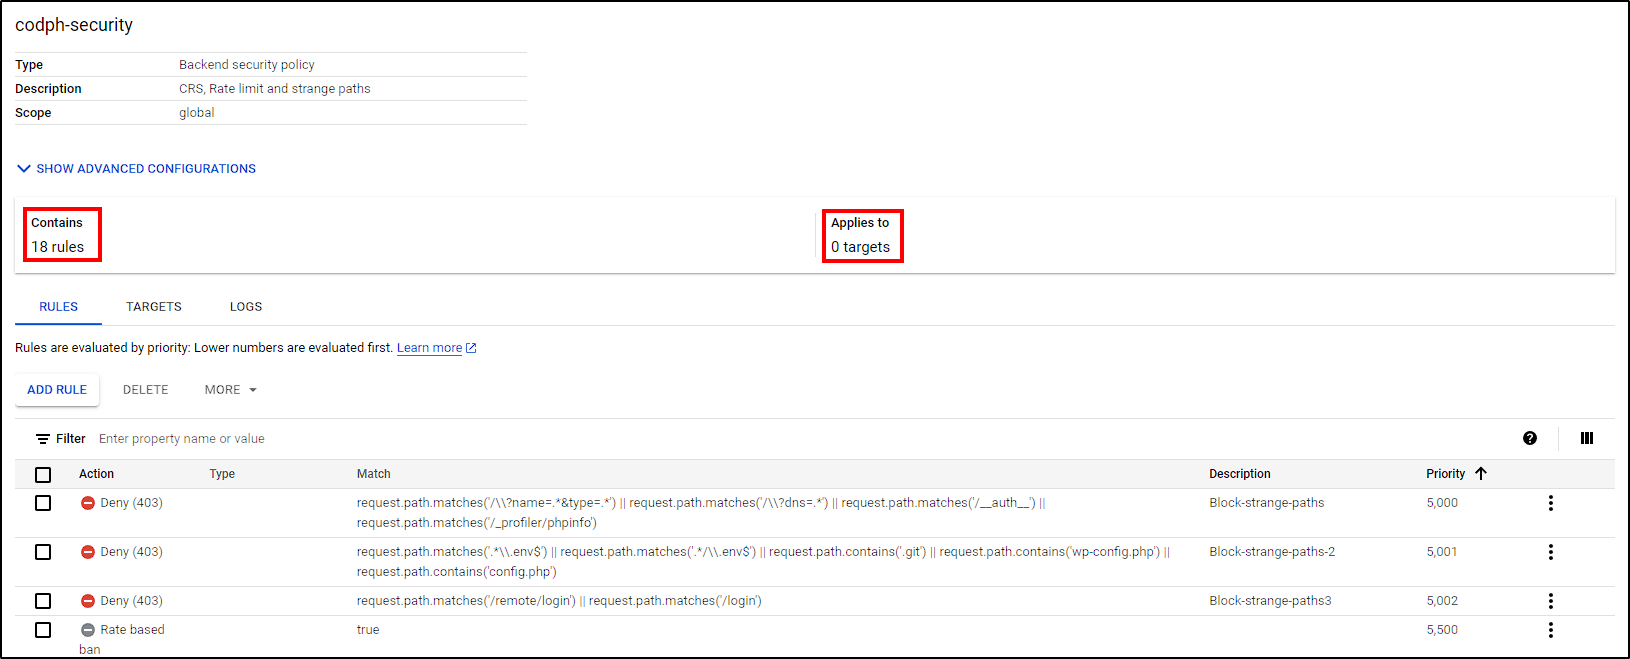 codph-security
Type Backend security policy
Description CRS, Rate limit and strange paths
Scope global
SHOW ADVANCED CONFIGURATIONS
Contains Applies to
18 rules 0 targets
RULES TARGETS LOGS
Rules are evaluated by priority: Lower numbers are evaluated first. Learn more
ADD RULE DELETE MORE
Filter Enter property name or value
Action Type Match Description Priority
Deny (403) request.path.matches('/\\?name=.*&type=.*') || request.path.matches('/\\?dns=.*') || request.path.matches('/__auth__') || Block-strange-paths 5,000
request.path.matches('/_profiler/phpinfo')
Deny (403) request.path.matches('.*\\.env$') || request.path.matches('.*/\\.env$') || request.path.contains('.git') || request.path.contains('wp-config.php') || Block-strange-paths-2 5,001
request.path.contains('config.php')
Deny (403) request.path.matches('/remote/login') || request.path.matches('/login') Block-strange-paths3 5,002
Rate based true 5,500
ban